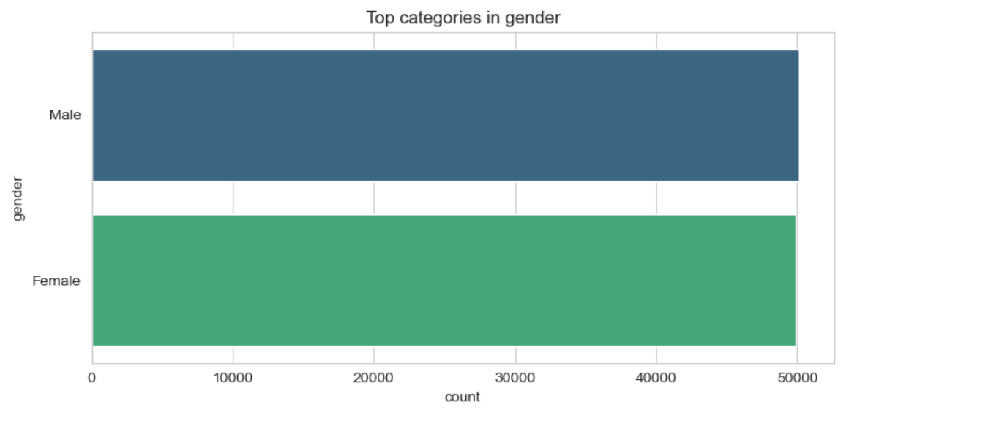 Top categories in gender
Male
gender
Female
0 10000 20000 30000 40000 50000
count